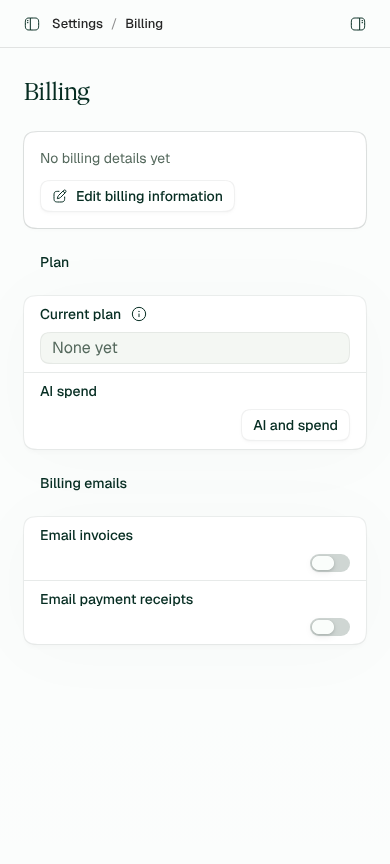 Settings / Billing
Billing
No billing details yet
Edit billing information
Plan
Current plan
None yet
AI spend
AI and spend
Billing emails
Email invoices
Email payment receipts